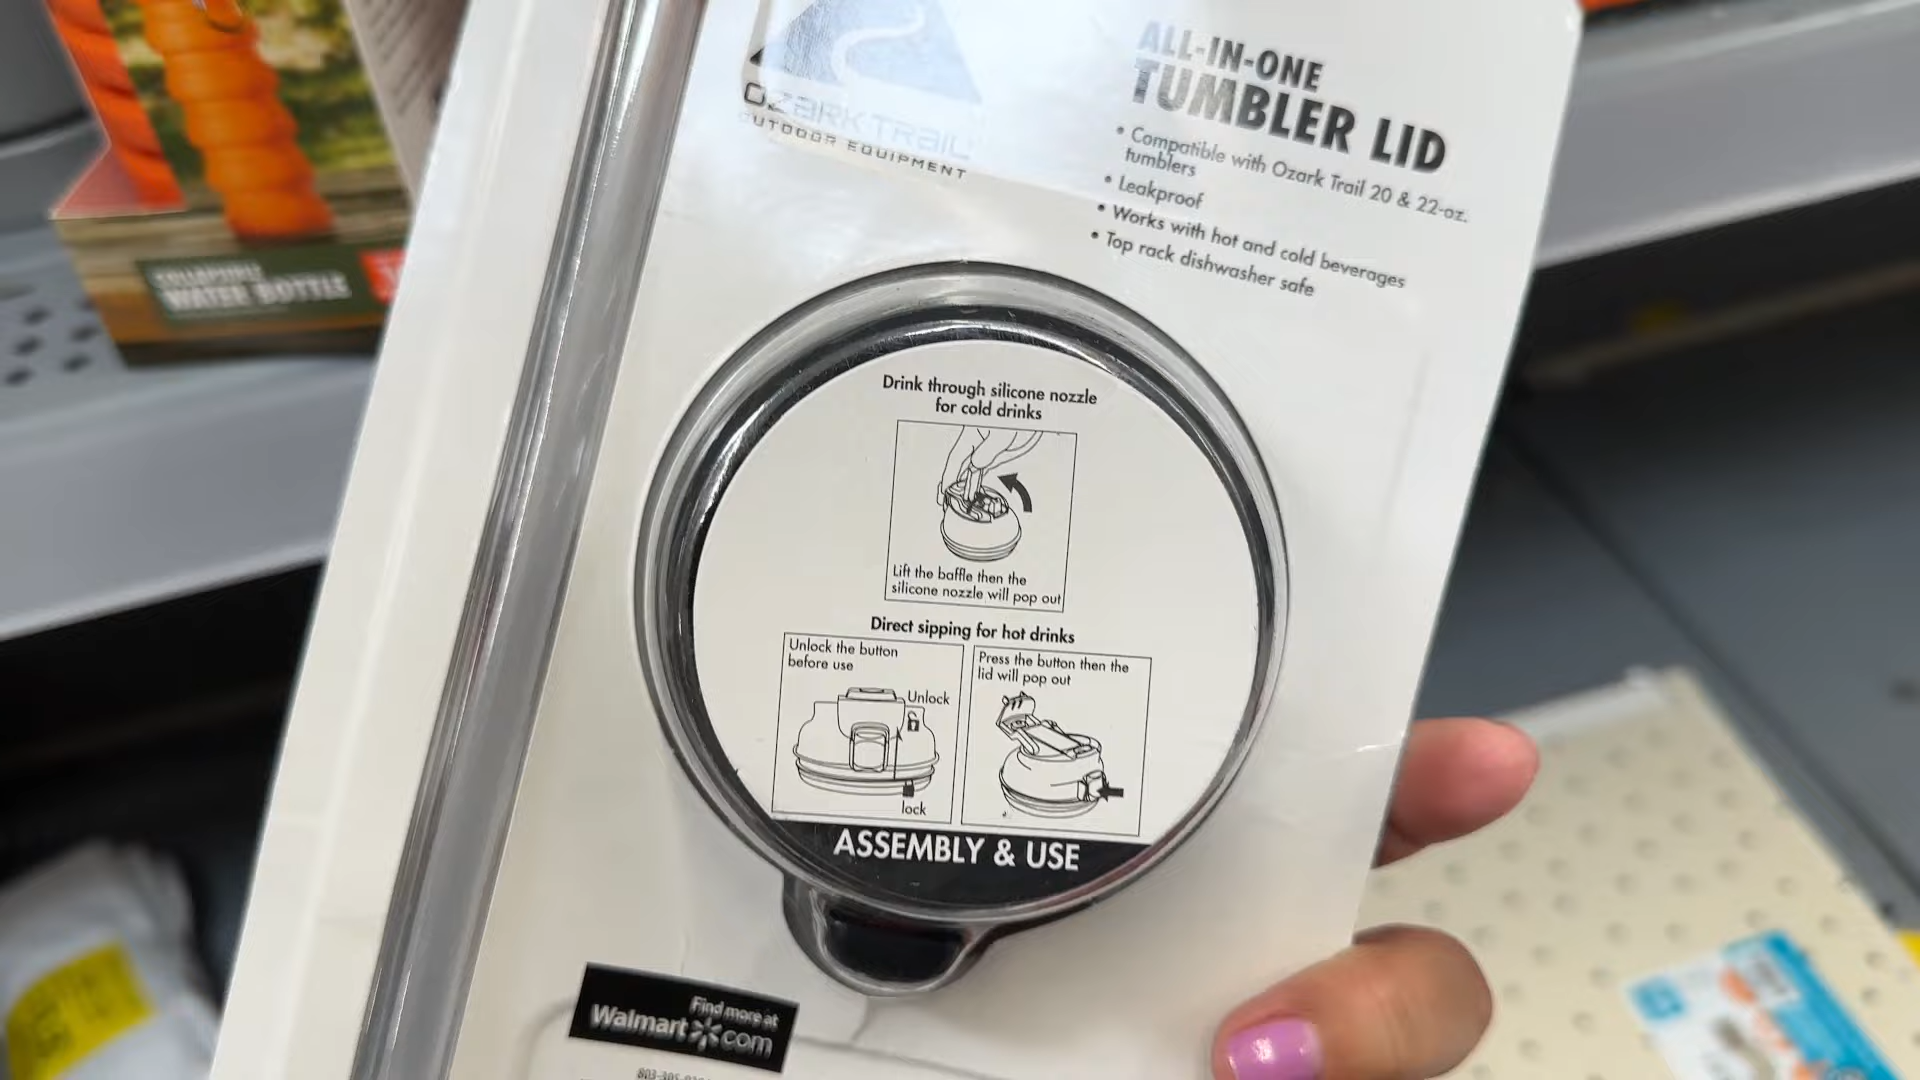 OZARK TRAIL
OUTDOOR EQUIPMENT
ALL-IN-ONE
TUMBLER LID
• Compatible with Ozark Trail 20 & 22-oz.
tumblers
• Leakproof
• Works with hot and cold beverages
• Top rack dishwasher safe
COLLAPSIBLE
WATER BOTTLE
Drink through silicone nozzle
for cold drinks
Lift the baffle then the
silicone nozzle will pop out
Direct sipping for hot drinks
Unlock the button
before use
Unlock
lock
Press the button then the
lid will pop out
ASSEMBLY & USE
Find more at
Walmart.com